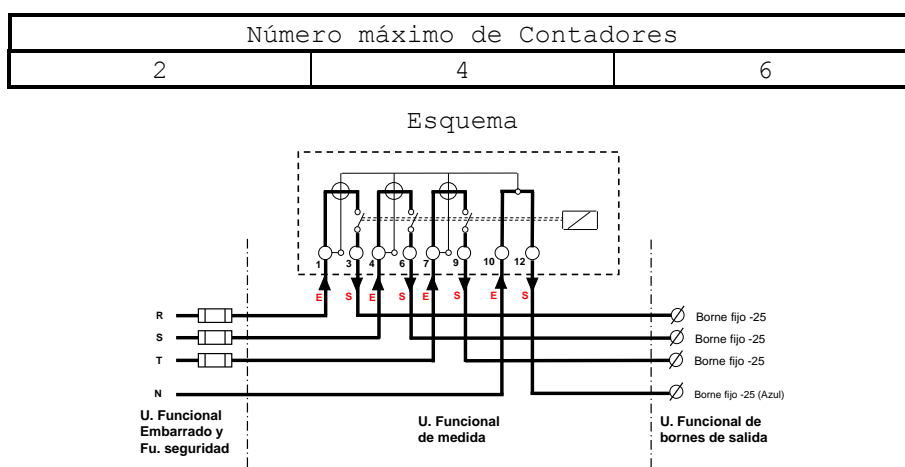 Número máximo de Contadores
2 4 6
Esquema
1 3 4 6 7 9 10 12
E S E S E S E S
R Borne fijo -25
S Borne fijo -25
T Borne fijo -25
N Borne fijo -25 (Azul)
U. Funcional
Embarrado y
Fu. seguridad
U. Funcional
de medida
U. Funcional de
bornes de salida